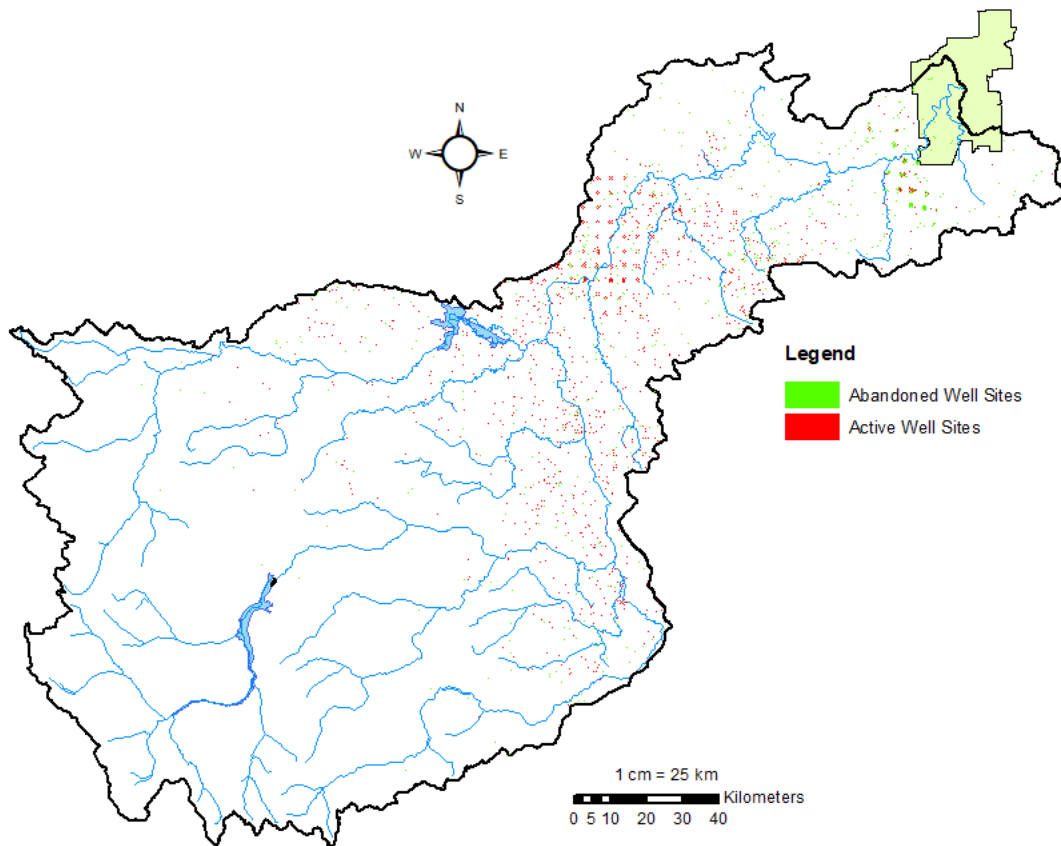 N
W E
S
Legend
Abandoned Well Sites
Active Well Sites
1 cm = 25 km
Kilometers
0 5 10 20 30 40